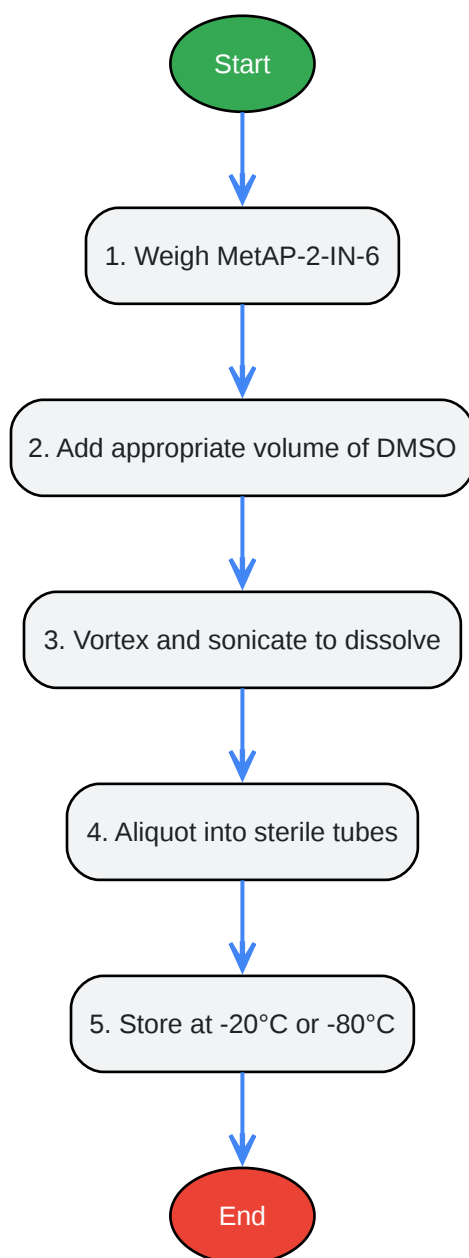 Start
1. Weigh MetAP-2-IN-6
2. Add appropriate volume of DMSO
3. Vortex and sonicate to dissolve
4. Aliquot into sterile tubes
5. Store at -20°C or -80°C
End